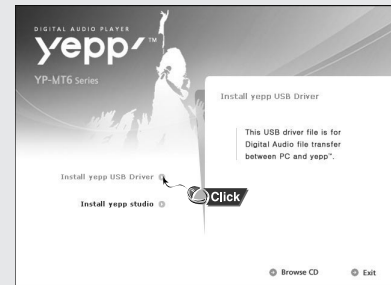 DIGITAL AUDIO PLAYER
yepp' ™
YP-MT6 Series
Install yepp USB Driver
This USB driver file is for
Digital Audio file transfer
between PC and yepp™.
Install yepp USB Driver
Click
Install yepp studio
Browse CD
Exit